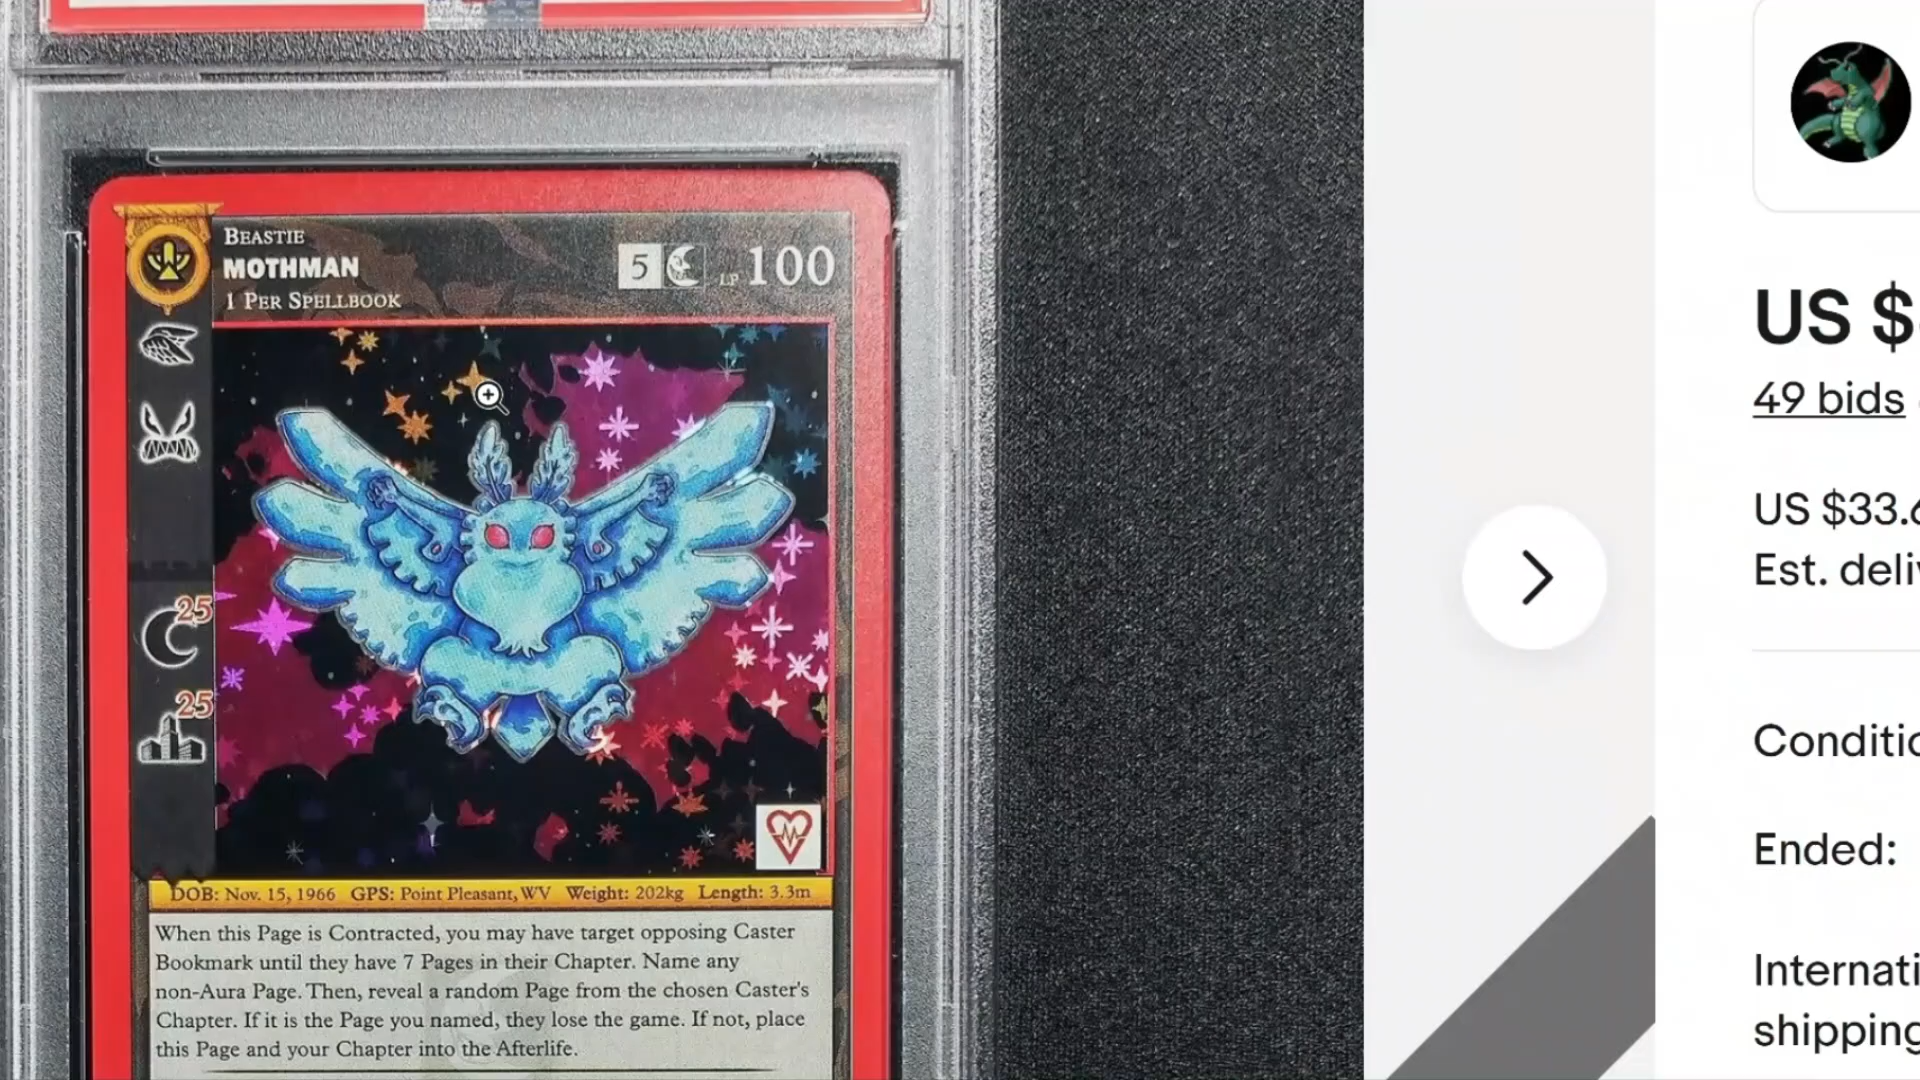 BEASTIE
MOTHMAN
1 PER SPELLBOOK
5
LP 100
25
25
DOB: Nov. 15, 1966 GPS: Point Pleasant, WV Weight: 202kg Length: 3.3m
When this Page is Contracted, you may have target opposing Caster
Bookmark until they have 7 Pages in their Chapter. Name any
non-Aura Page. Then, reveal a random Page from the chosen Caster's
Chapter. If it is the Page you named, they lose the game. If not, place
this Page and your Chapter into the Afterlife.
US $
49 bids
US $33.
Est. deli
Conditi
Ended:
Internati
shipping